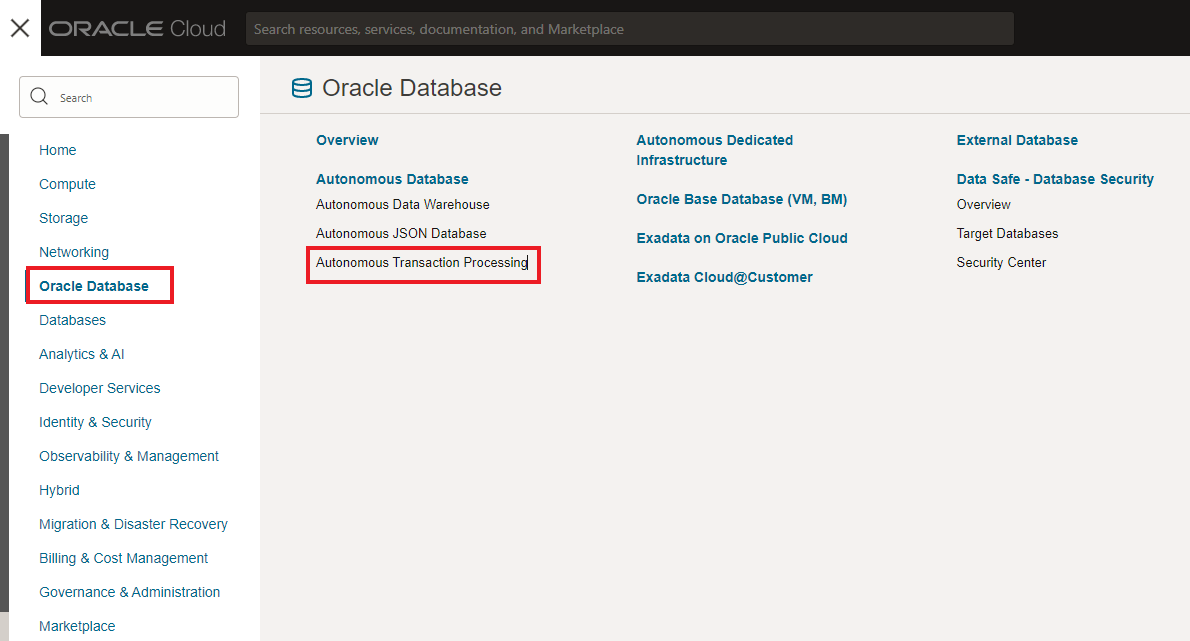 ORACLE Cloud
Search resources, services, documentation, and Marketplace
Search
Home
Compute
Storage
Networking
Oracle Database
Databases
Analytics & AI
Developer Services
Identity & Security
Observability & Management
Hybrid
Migration & Disaster Recovery
Billing & Cost Management
Governance & Administration
Marketplace
Oracle Database
Overview
Autonomous Database
Autonomous Data Warehouse
Autonomous JSON Database
Autonomous Transaction Processing
Autonomous Dedicated
Infrastructure
Oracle Base Database (VM, BM)
Exadata on Oracle Public Cloud
Exadata Cloud@Customer
External Database
Data Safe - Database Security
Overview
Target Databases
Security Center